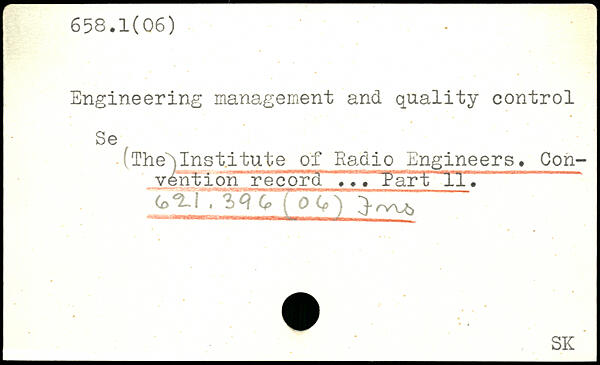 658.1(06)
Engineering management and quality control
Se
(The) Institute of Radio Engineers. Con-
vention record ... Part 11.
621.396(06) Ins
SK